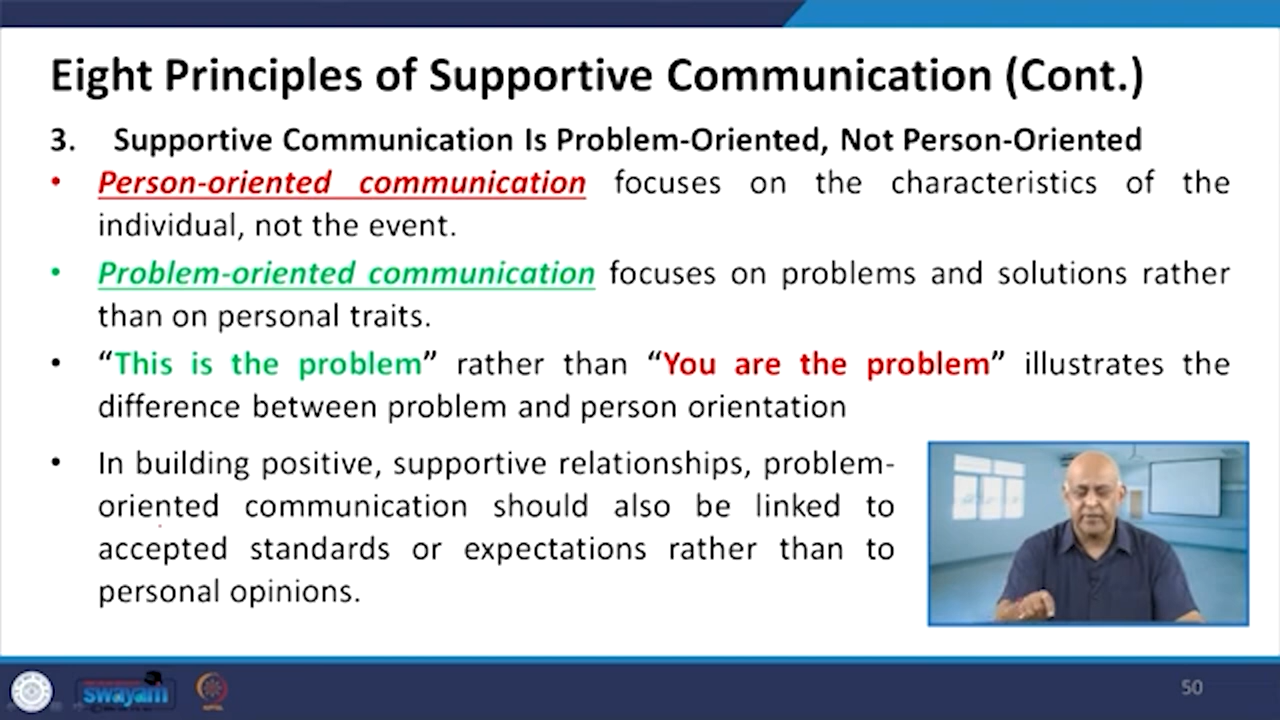 Eight Principles of Supportive Communication (Cont.)
3. Supportive Communication Is Problem-Oriented, Not Person-Oriented
• Person-oriented communication focuses on the characteristics of the
individual, not the event.
• Problem-oriented communication focuses on problems and solutions rather
than on personal traits.
• “This is the problem” rather than “You are the problem” illustrates the
difference between problem and person orientation
• In building positive, supportive relationships, problem-
oriented communication should also be linked to
accepted standards or expectations rather than to
personal opinions.
swayam
50